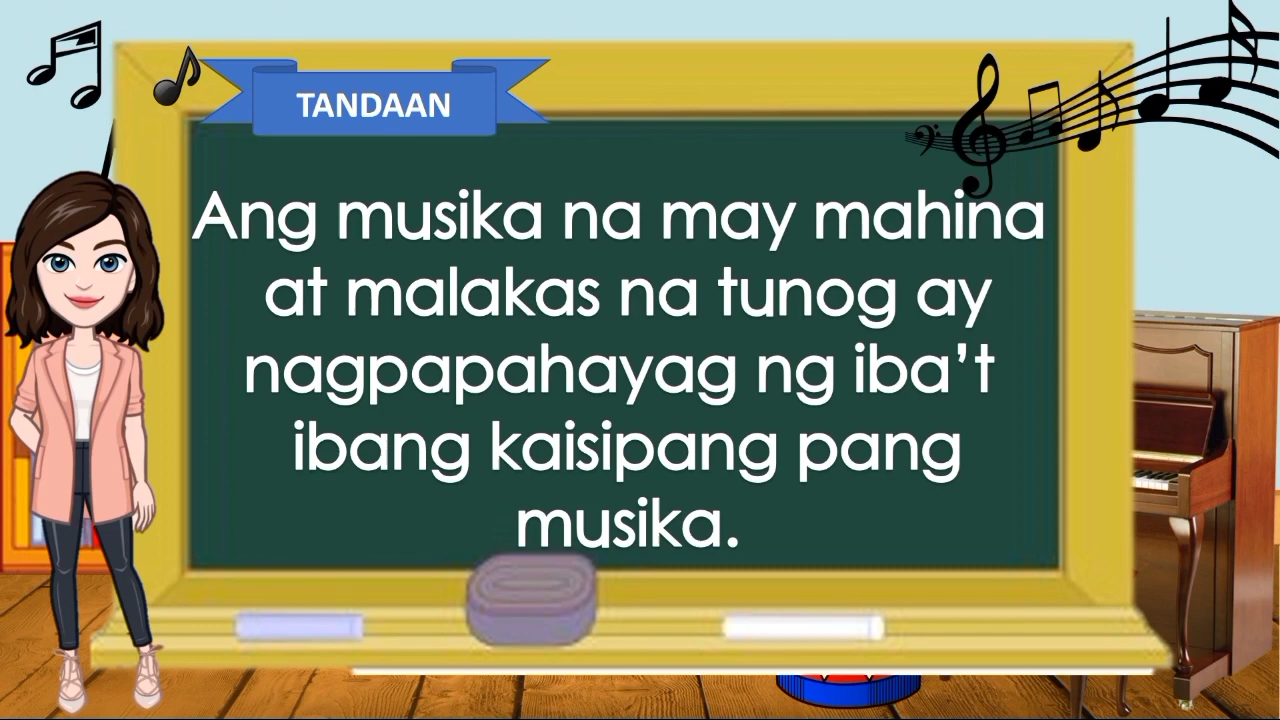 TANDAAN
Ang musika na may mahina
at malakas na tunog ay
nagpapahayag ng iba’t
ibang kaisipang pang
musika.